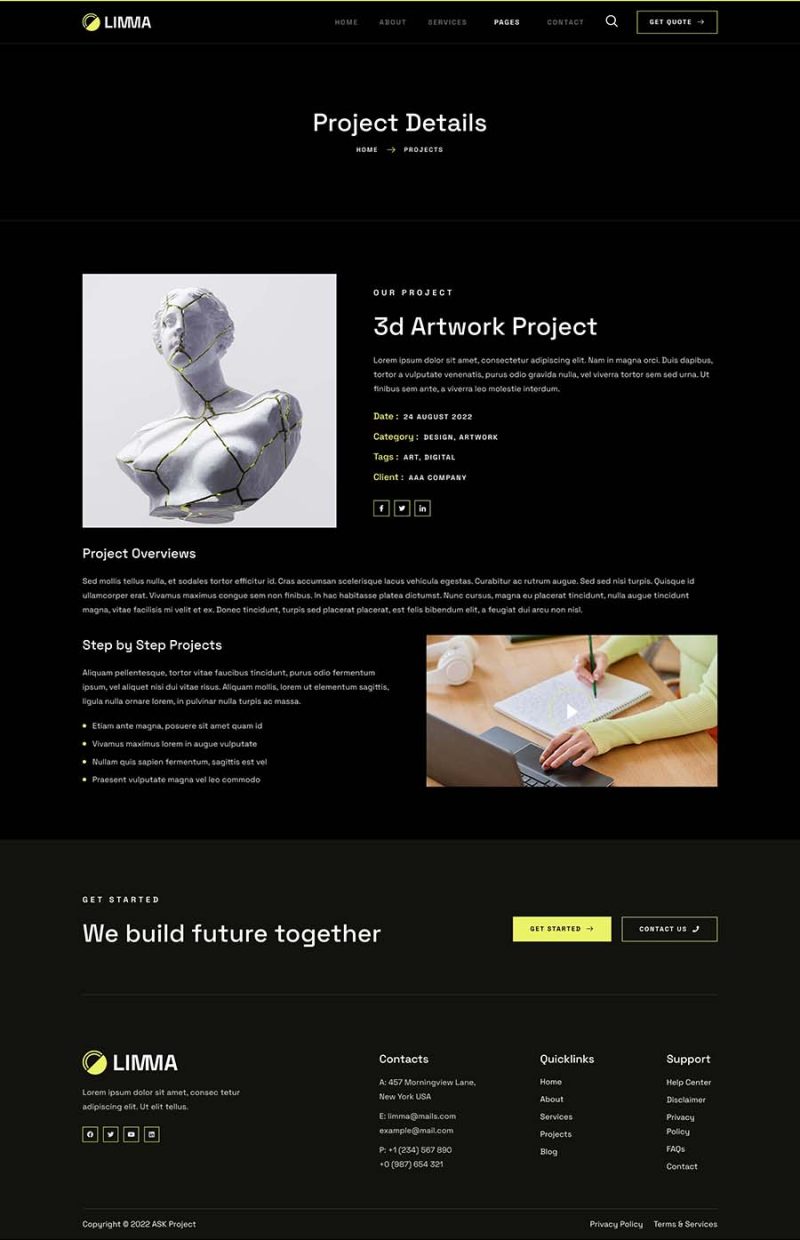 LIMMA
HOME ABOUT SERVICES PAGES CONTACT GET QUOTE
Project Details
HOME PROJECTS
OUR PROJECT
3d Artwork Project
Lorem ipsum dolor sit amet, consectetur adipiscing elit. Nam in magna orci. Duis dapibus,
tortor a vulputate venenatis, purus odio gravida nulla, vel viverra tortor sem sed urna. Ut
finibus sem ante, a viverra leo molestie interdum.
Date : 24 AUGUST 2022
Category : DESIGN, ARTWORK
Tags : ART, DIGITAL
Client : AAA COMPANY
Project Overviews
Sed mollis tellus nulla, et sodales tortor efficitur id. Cras accumsan scelerisque lacus vehicula egestas. Curabitur ac rutrum augue. Sed sed nisi turpis. Quisque id
ullamcorper erat. Vivamus maximus congue sem non finibus. In hac habitasse platea dictumst. Nunc cursus, magna eu placerat tincidunt, nulla augue tincidunt
magna, vitae facilisis mi velit et ex. Donec tincidunt, turpis sed placerat placerat, est felis bibendum elit, a feugiat dui arcu non nisl.
Step by Step Projects
Aliquam pellentesque, tortor vitae faucibus tincidunt, purus odio fermentum
ipsum, vel aliquet nisi dui vitae risus. Aliquam mollis, lorem ut elementum sagittis,
ligula nulla ornare lorem, in pulvinar nulla turpis ac massa.
Etiam ante magna, posuere sit amet quam id
Vivamus maximus lorem in augue vulputate
Nullam quis sapien fermentum, sagittis est vel
Praesent vulputate magna vel leo commodo
GET STARTED
We build future together
GET STARTED
CONTACT US
LIMMA
Lorem ipsum dolor sit amet, consec tetur
adipiscing elit. Ut elit tellus.
Contacts
A: 457 Morningview Lane,
New York USA
E: limma@mails.com
example@mail.com
P: +1 (234) 567 890
+0 (987) 654 321
Quicklinks
Home
About
Services
Projects
Blog
Support
Help Center
Disclaimer
Privacy
Policy
FAQs
Contact
Copyright © 2022 ASK Project
Privacy Policy Terms & Services